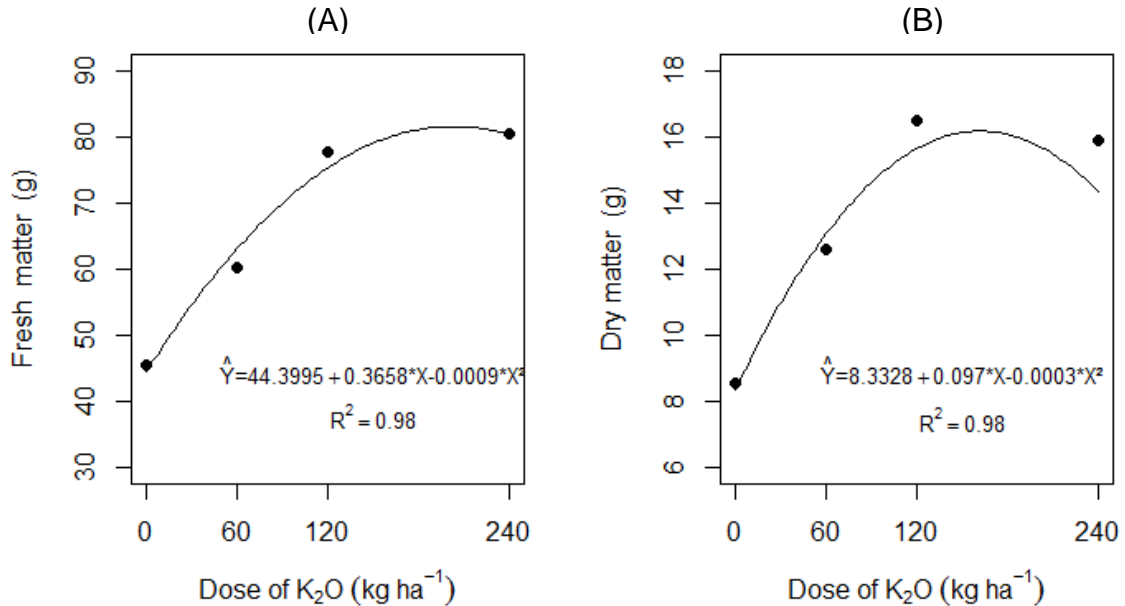 (A)
90
80
70
60
50
40
30
Fresh matter (g)
Ŷ=44.3995 + 0.3658*X-0.0009*X²
R² = 0.98
0 60 120 240
Dose of K₂O (kg ha⁻¹)
(B)
18
16
14
12
10
8
6
Dry matter (g)
Ŷ=8.3328 + 0.097*X-0.0003*X²
R² = 0.98
0 60 120 240
Dose of K₂O (kg ha⁻¹)